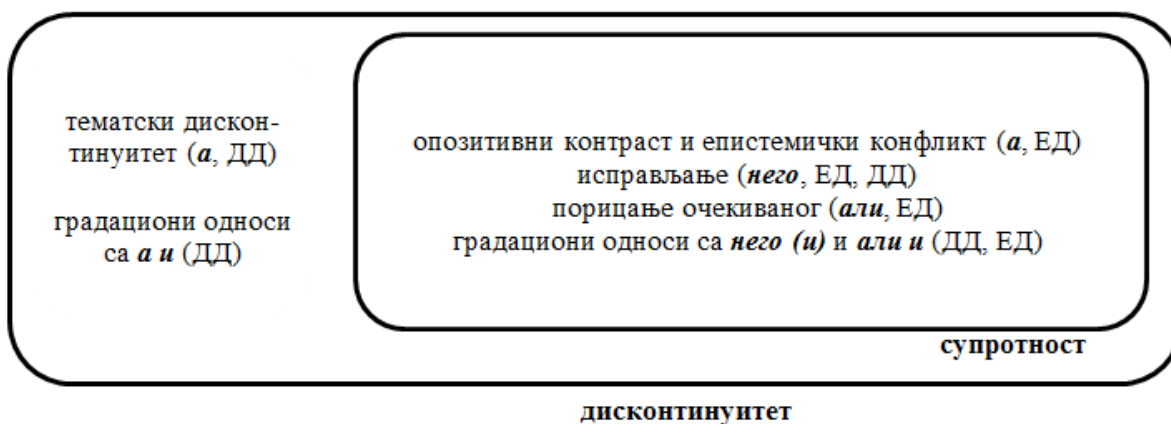 тематски дискон-
тинуитет (а, ДД)
градациони односи
са а и (ДД)
опозитивни контраст и епистемички конфликт (а, ЕД)
исправљање (него, ЕД, ДД)
порицање очекиваног (али, ЕД)
градациони односи са него (и) и али и (ДД, ЕД)
супротност
дисконтинуитет